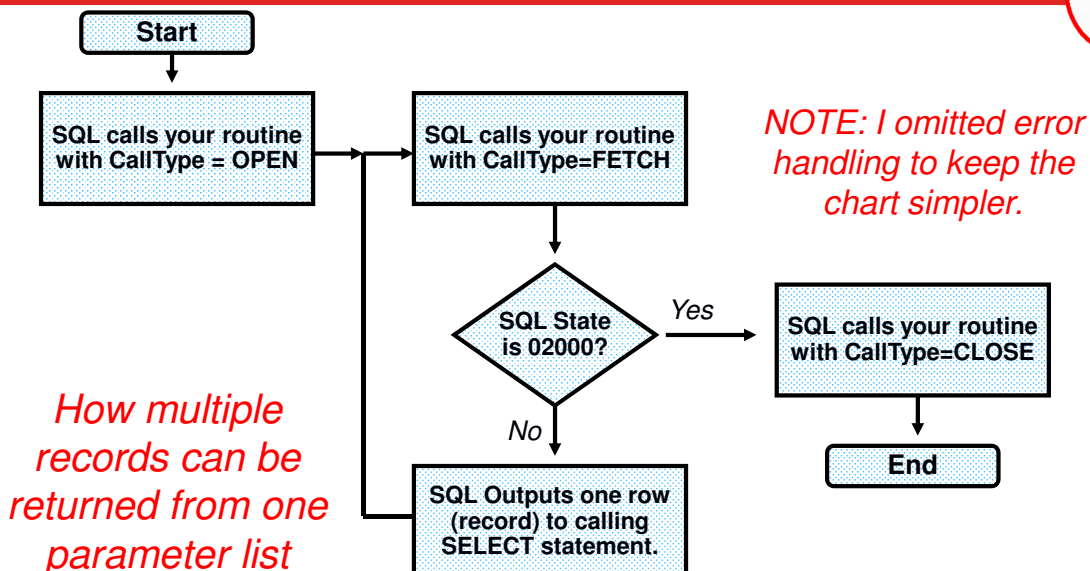 Start
SQL calls your routine
with CallType = OPEN
SQL calls your routine
with CallType=FETCH
NOTE: I omitted error
handling to keep the
chart simpler.
SQL State
is 02000?
Yes
SQL calls your routine
with CallType=CLOSE
No
End
How multiple
records can be
returned from one
parameter list
SQL Outputs one row
(record) to calling
SELECT statement.